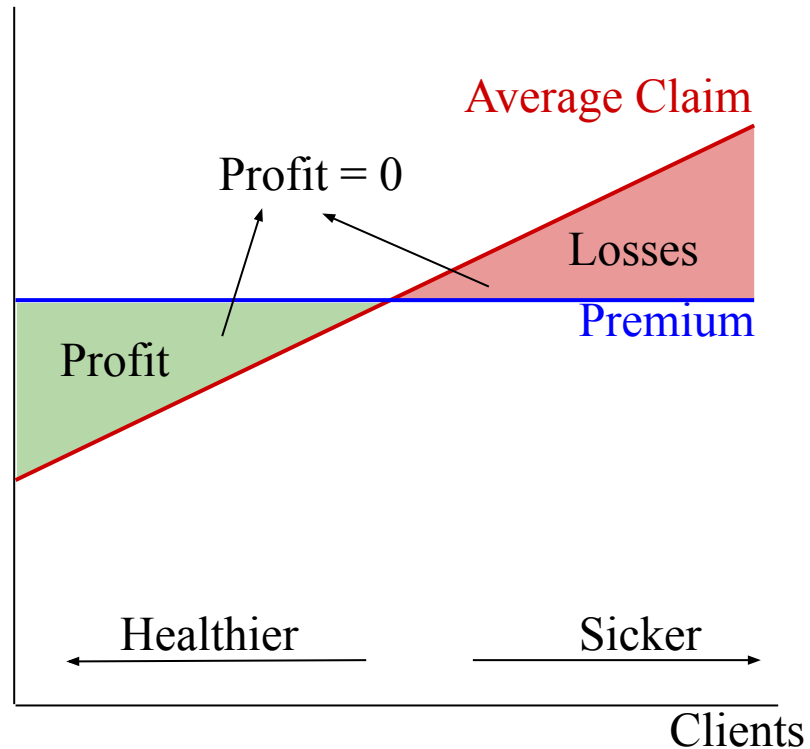 Average Claim
Profit = 0
Losses
Premium
Profit
Healthier
Sicker
Clients